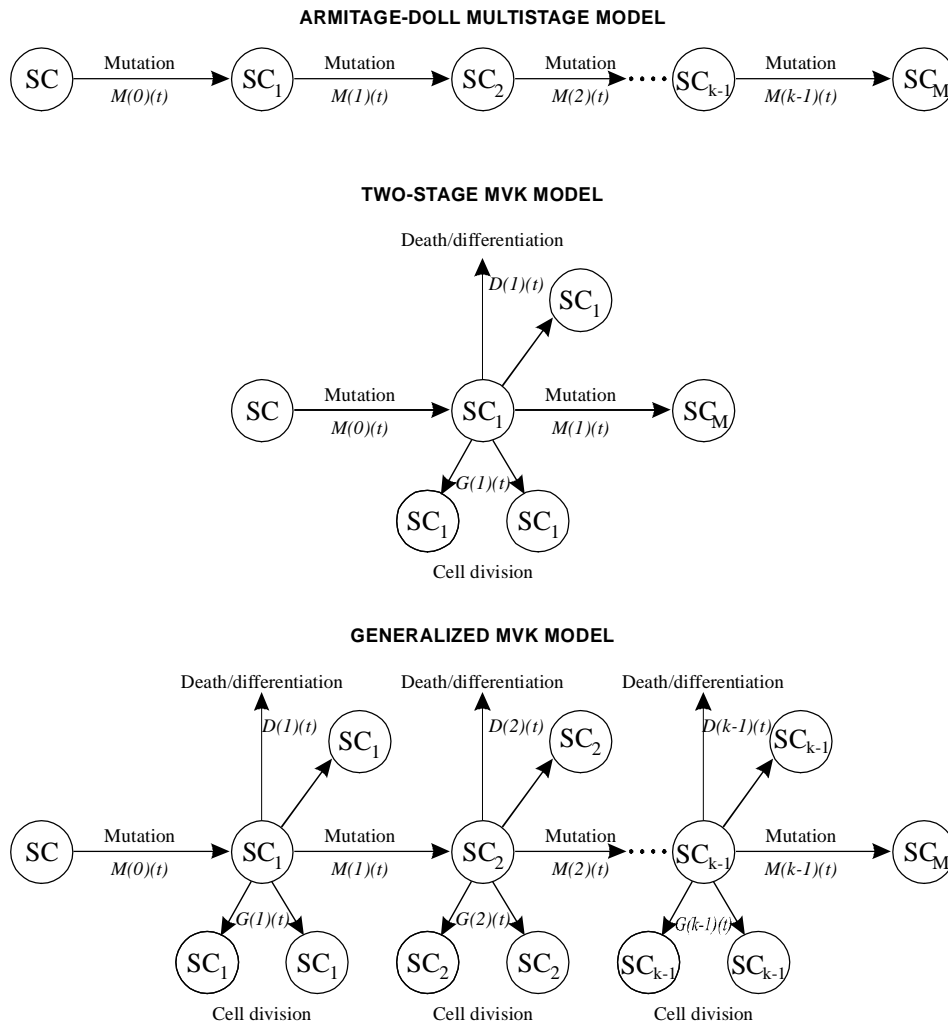 ARMITAGE-DOLL MULTISTAGE MODEL
SC Mutation SC1 Mutation SC2 Mutation SCk-1 Mutation SCM
M(0)(t) M(1)(t) M(2)(t) M(k-1)(t)
TWO-STAGE MVK MODEL
Death/differentiation
D(1)(t)
SC1
SC Mutation SC1 Mutation SCM
M(0)(t) M(1)(t)
G(1)(t)
SC1 SC1
Cell division
GENERALIZED MVK MODEL
Death/differentiation Death/differentiation Death/differentiation
D(1)(t) D(2)(t) D(k-1)(t)
SC1 SC2 SCk-1
SC Mutation SC1 Mutation SC2 Mutation SCk-1 Mutation SCM
M(0)(t) M(1)(t) M(2)(t) M(k-1)(t)
G(1)(t) G(2)(t) G(k-1)(t)
SC1 SC1 SC2 SC2 SCk-1 SCk-1
Cell division Cell division Cell division